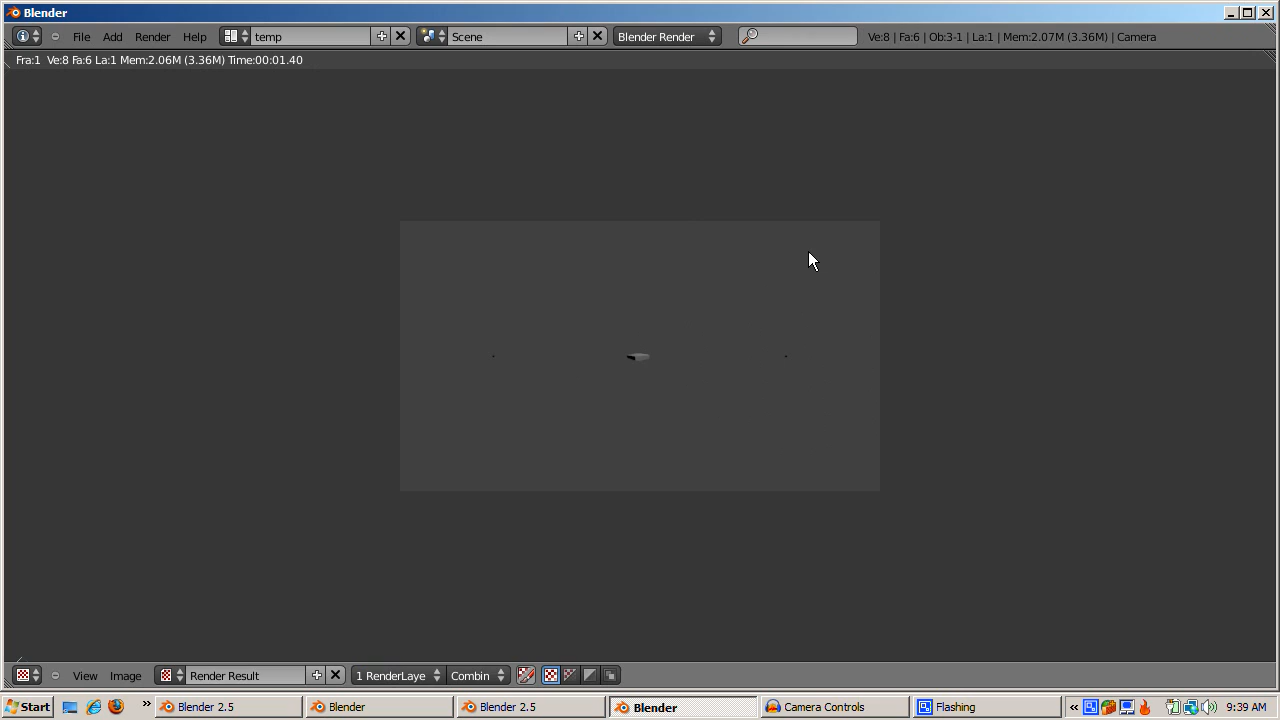 Blender
File Add Render Help temp Scene Blender Render Ve:8 | Fa:6 | Ob:3-1 | La:1 | Mem:2.07M (3.36M) | Camera
Fra:1 Ve:8 Fa:6 La:1 Mem:2.06M (3.36M) Time:00:01.40
View Image Render Result 1 RenderLaye Combin
Start Blender 2.5 Blender Blender 2.5 Blender Camera Controls Flashing 9:39 AM